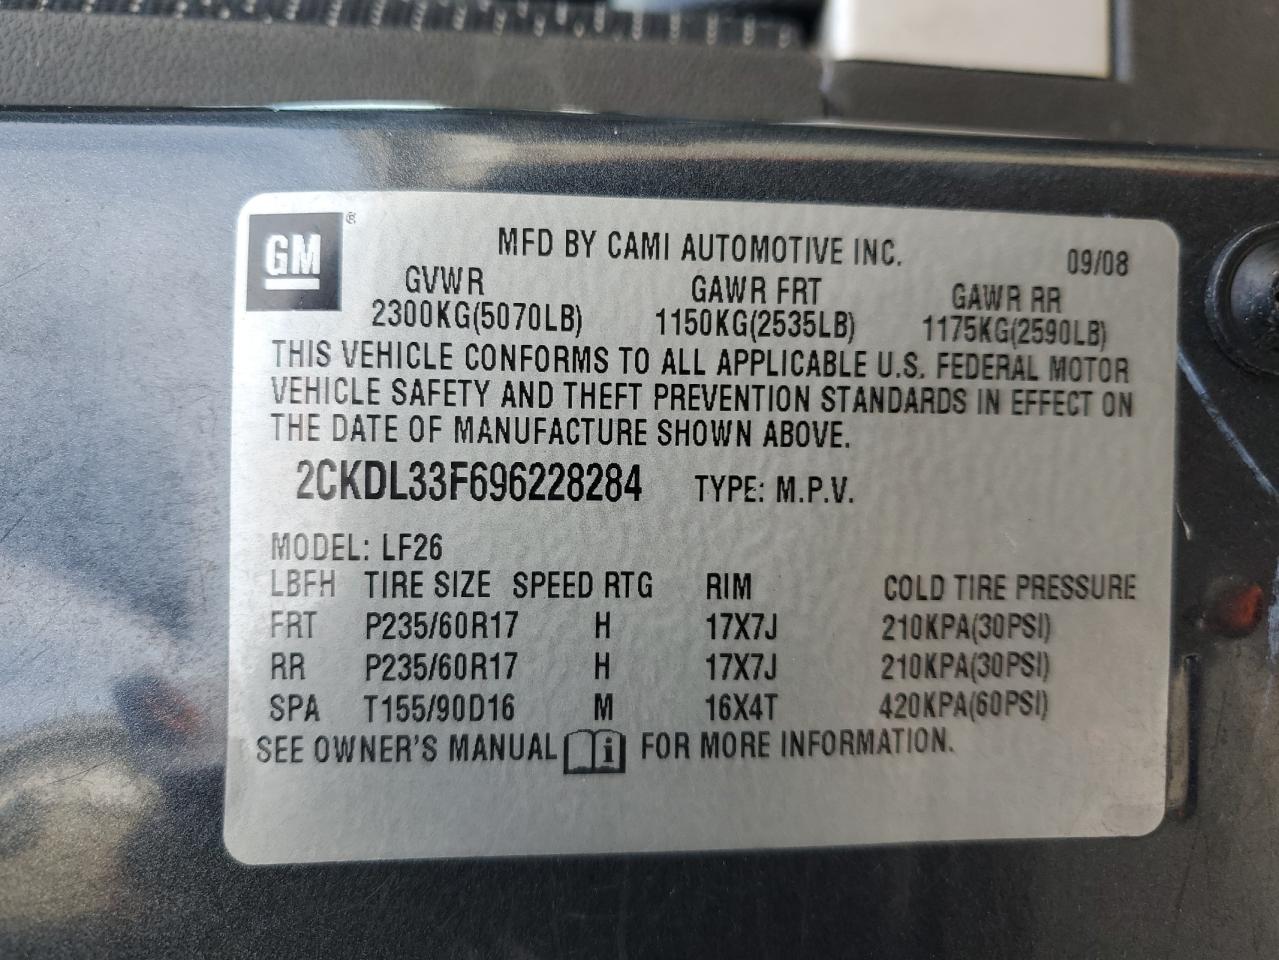 GM ®
MFD BY CAMI AUTOMOTIVE INC. 09/08
GVWR GAWR FRT GAWR RR
2300KG(5070LB) 1150KG(2535LB) 1175KG(2590LB)
THIS VEHICLE CONFORMS TO ALL APPLICABLE U.S. FEDERAL MOTOR
VEHICLE SAFETY AND THEFT PREVENTION STANDARDS IN EFFECT ON
THE DATE OF MANUFACTURE SHOWN ABOVE.
2CKDL33F696228284 TYPE: M.P.V.
MODEL: LF26
LBFH TIRE SIZE SPEED RTG RIM COLD TIRE PRESSURE
FRT P235/60R17 H 17X7J 210KPA(30PSI)
RR P235/60R17 H 17X7J 210KPA(30PSI)
SPA T155/90D16 M 16X4T 420KPA(60PSI)
SEE OWNER'S MANUAL i FOR MORE INFORMATION.